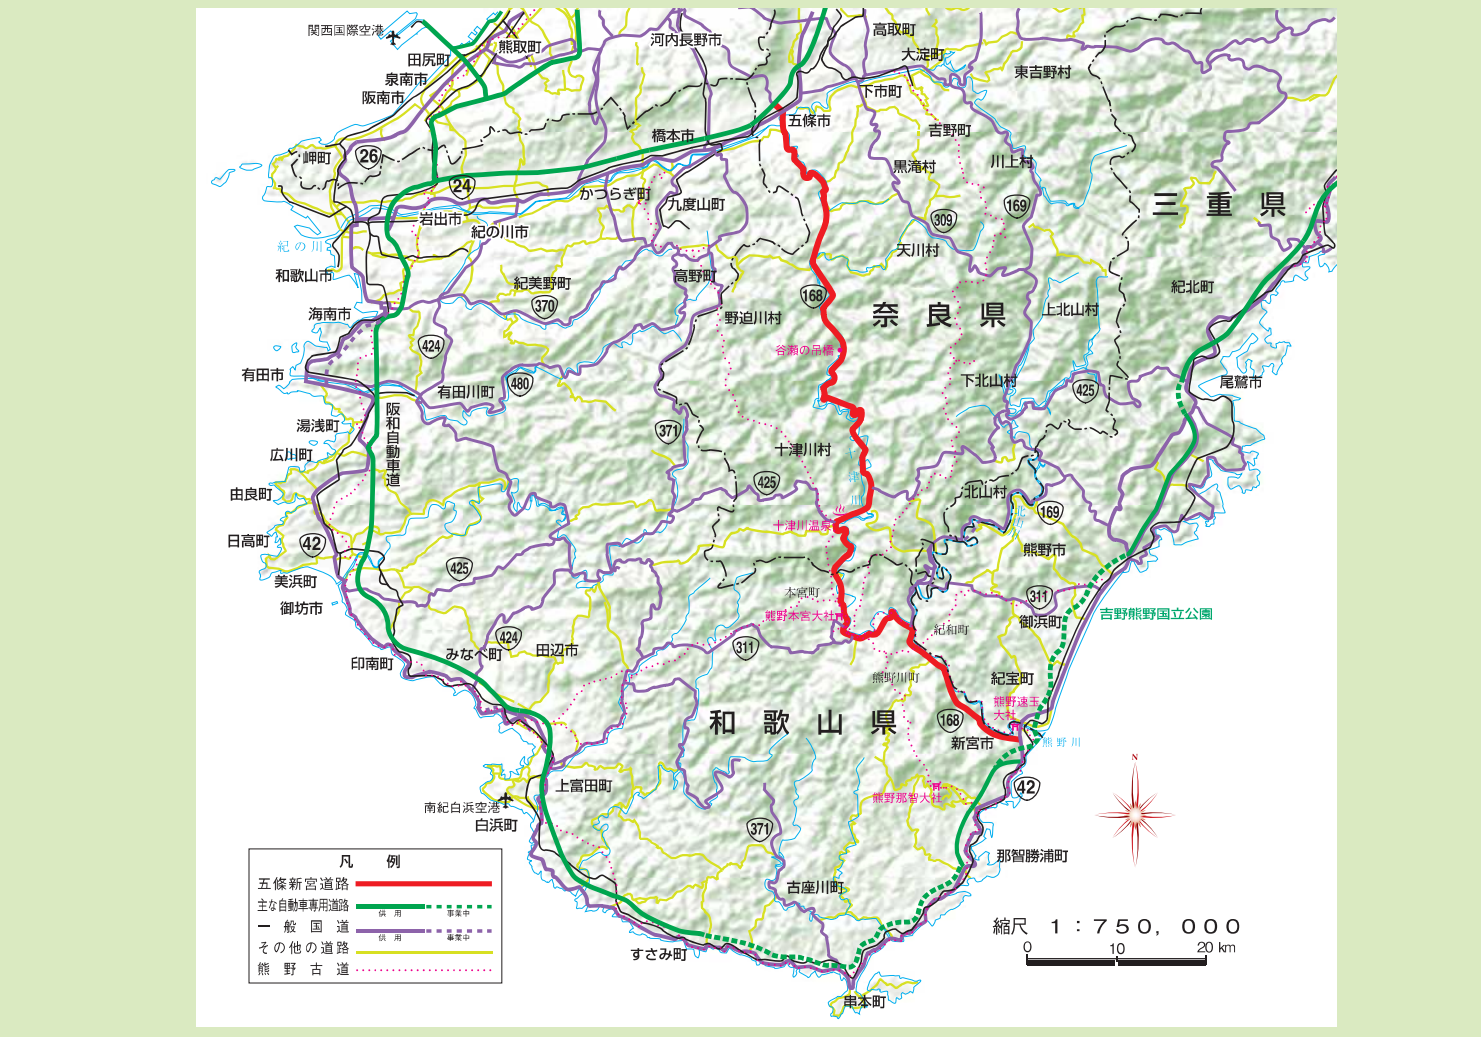 関西国際空港
田尻町
熊取町
泉南市
阪南市
河内長野市
高取町
大淀町
東吉野村
下市町
五條市
吉野町
橋本市
岬町
26
24
黒滝村
川上村
かつらぎ町
九度山町
岩出市
紀の川市
309
169
三重県
紀の川
天川村
和歌山市
高野町
紀美野町
370
168
紀北町
海南市
野迫川村
奈良県
上北山村
424
谷瀬の吊橋
有田市
有田川町
480
下北山村
425
尾鷲市
阪和自動車道
湯浅町
371
広川町
十津川村
425
由良町
北山村
169
十津川温泉
日高町
42
熊野市
425
美浜町
本宮町
311
御坊市
熊野本宮大社
御浜町
吉野熊野国立公園
紀和町
424
田辺市
みなべ町
311
印南町
熊野川町
紀宝町
熊野速玉
大社
和歌山県
168
新宮市
熊野川
N
上富田町
42
熊野那智大社
南紀白浜空港
白浜町
371
那智勝浦町
古座川町
すさみ町
串本町
凡例
五條新宮道路
主な自動車専用道路
供用
事業中
一般国道
供用
事業中
その他の道路
熊野古道
縮尺 1：750，000
0
10
20 km